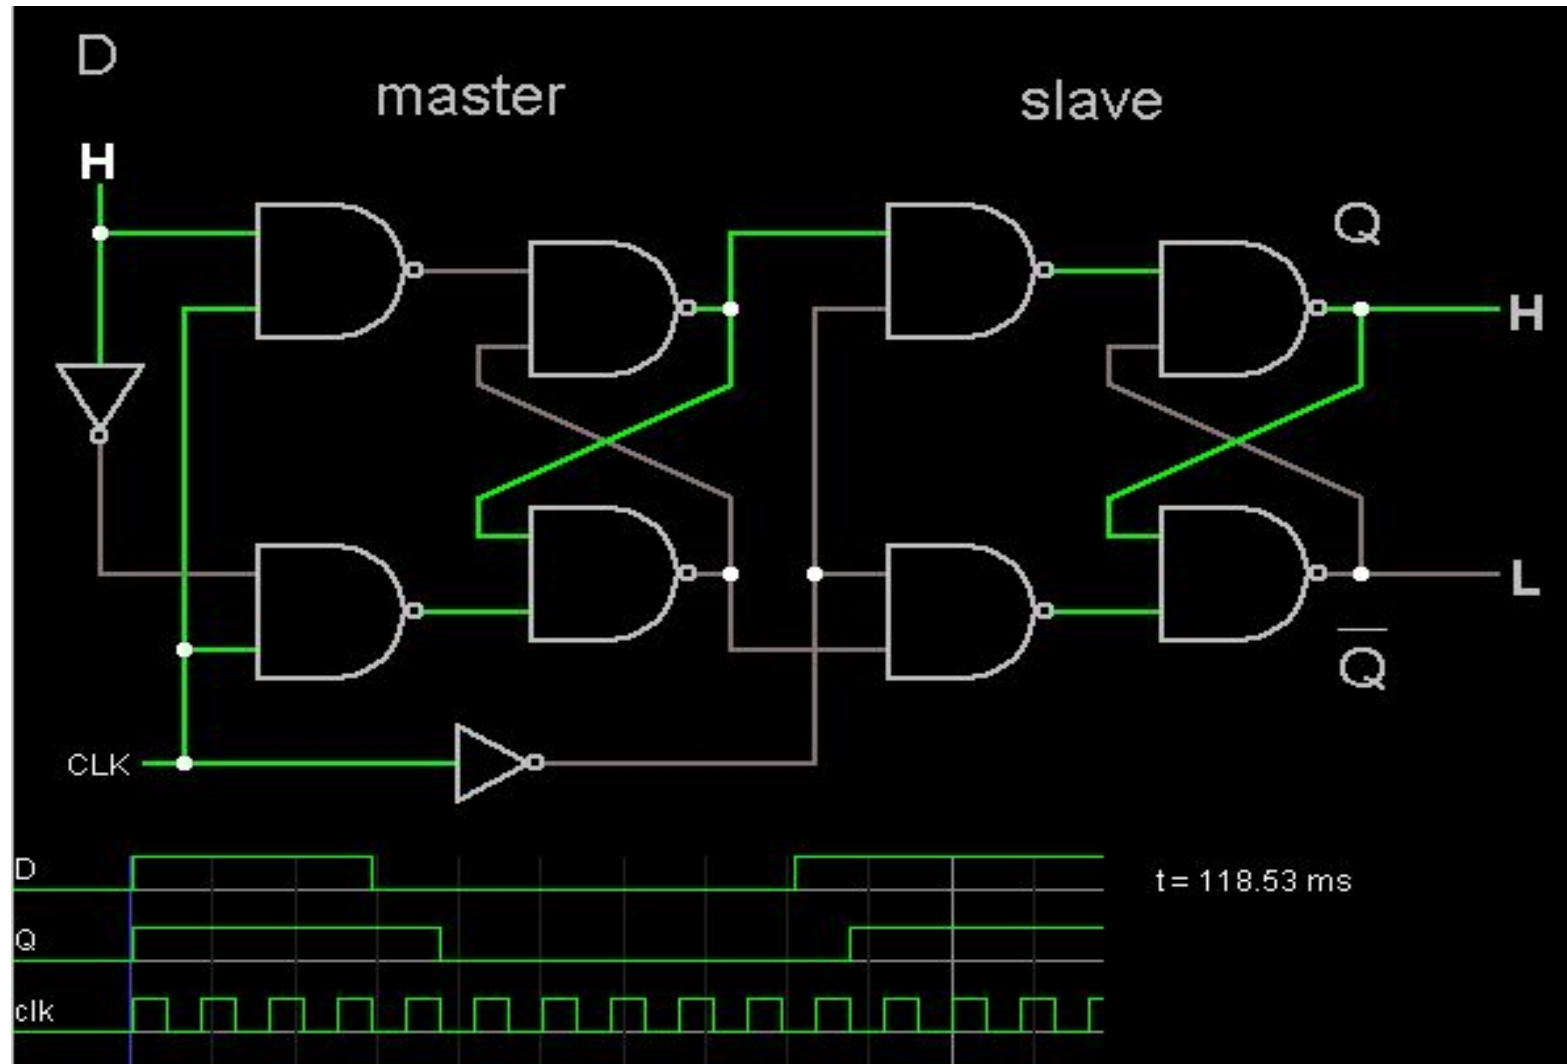 D
master
slave
H
Q
H
L
Q
CLK
D
t = 118.53 ms
Q
clk